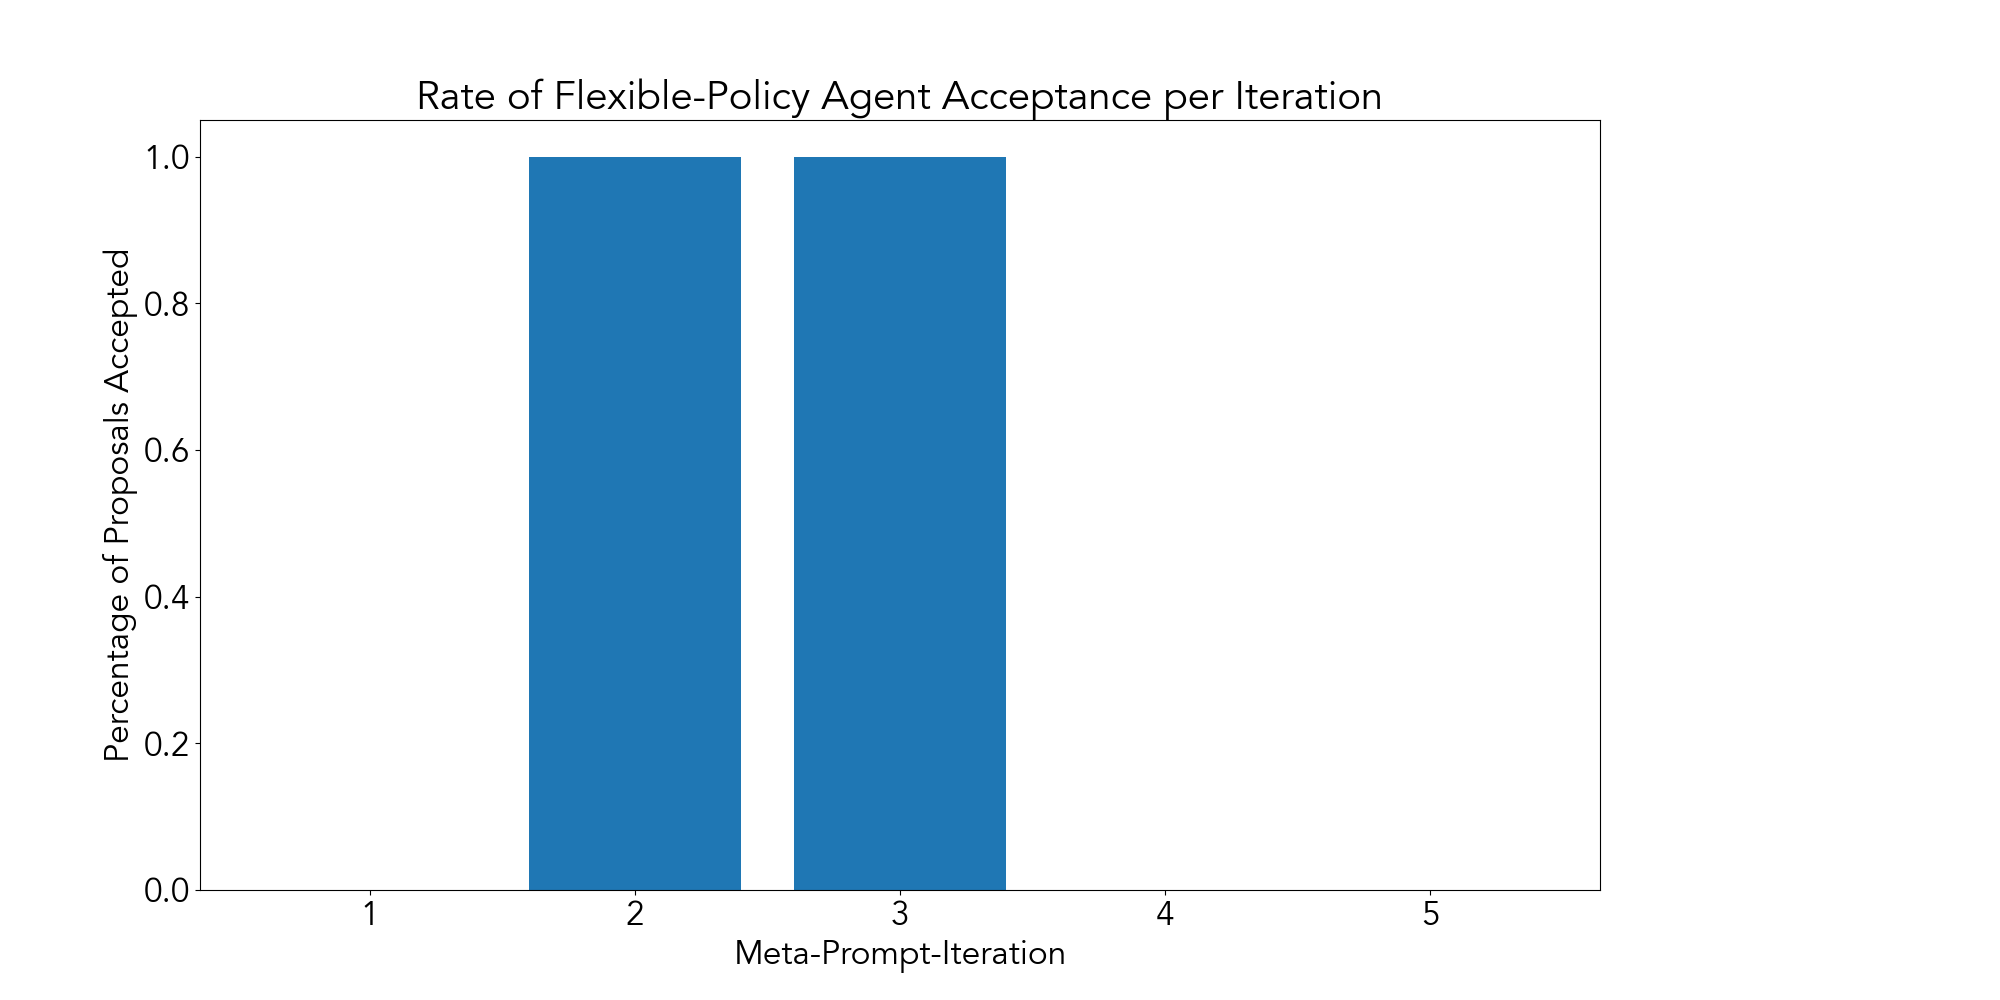 Rate of Flexible-Policy Agent Acceptance per Iteration
Percentage of Proposals Accepted
1.0
0.8
0.6
0.4
0.2
0.0
1 2 3 4 5
Meta-Prompt-Iteration